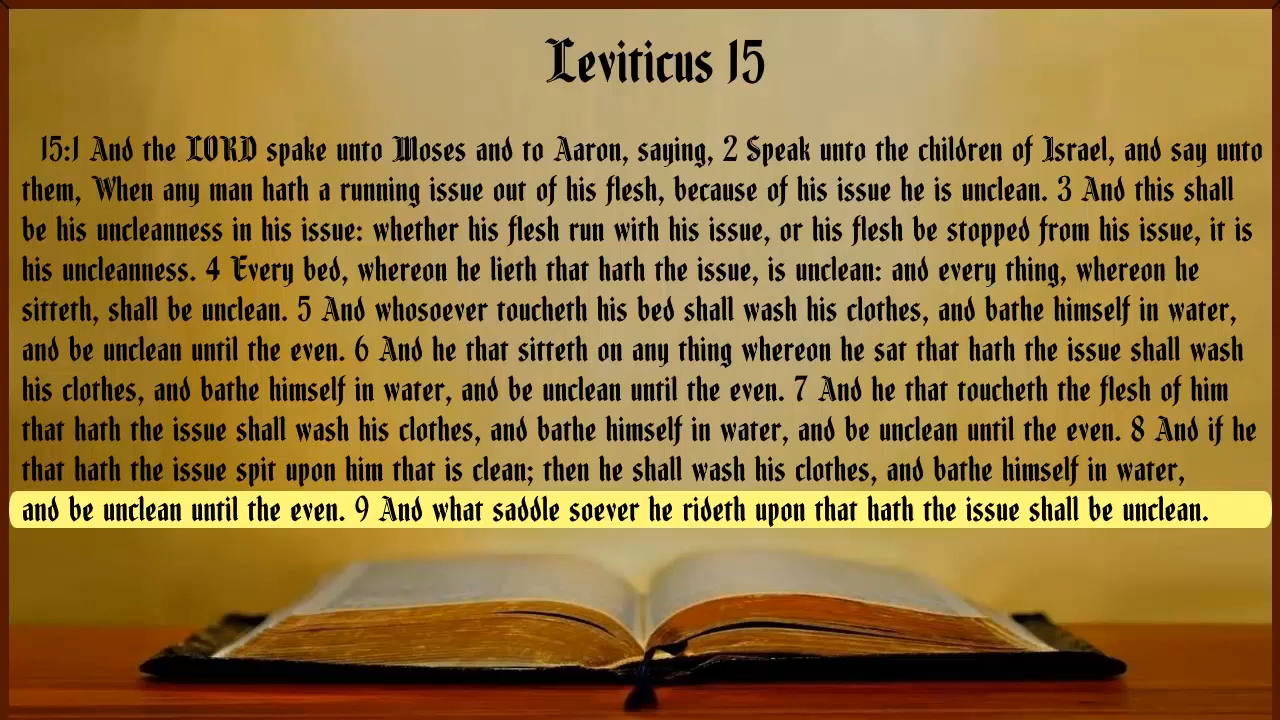 Leviticus 15
15:1 And the LORD spake unto Moses and to Aaron, saying, 2 Speak unto the children of Israel, and say unto
them, When any man hath a running issue out of his flesh, because of his issue he is unclean. 3 And this shall
be his uncleanness in his issue: whether his flesh run with his issue, or his flesh be stopped from his issue, it is
his uncleanness. 4 Every bed, whereon he lieth that hath the issue, is unclean: and every thing, whereon he
sitteth, shall be unclean. 5 And whosoever toucheth his bed shall wash his clothes, and bathe himself in water,
and be unclean until the even. 6 And he that sitteth on any thing whereon he sat that hath the issue shall wash
his clothes, and bathe himself in water, and be unclean until the even. 7 And he that toucheth the flesh of him
that hath the issue shall wash his clothes, and bathe himself in water, and be unclean until the even. 8 And if he
that hath the issue spit upon him that is clean; then he shall wash his clothes, and bathe himself in water,
and be unclean until the even. 9 And what saddle soever he rideth upon that hath the issue shall be unclean.